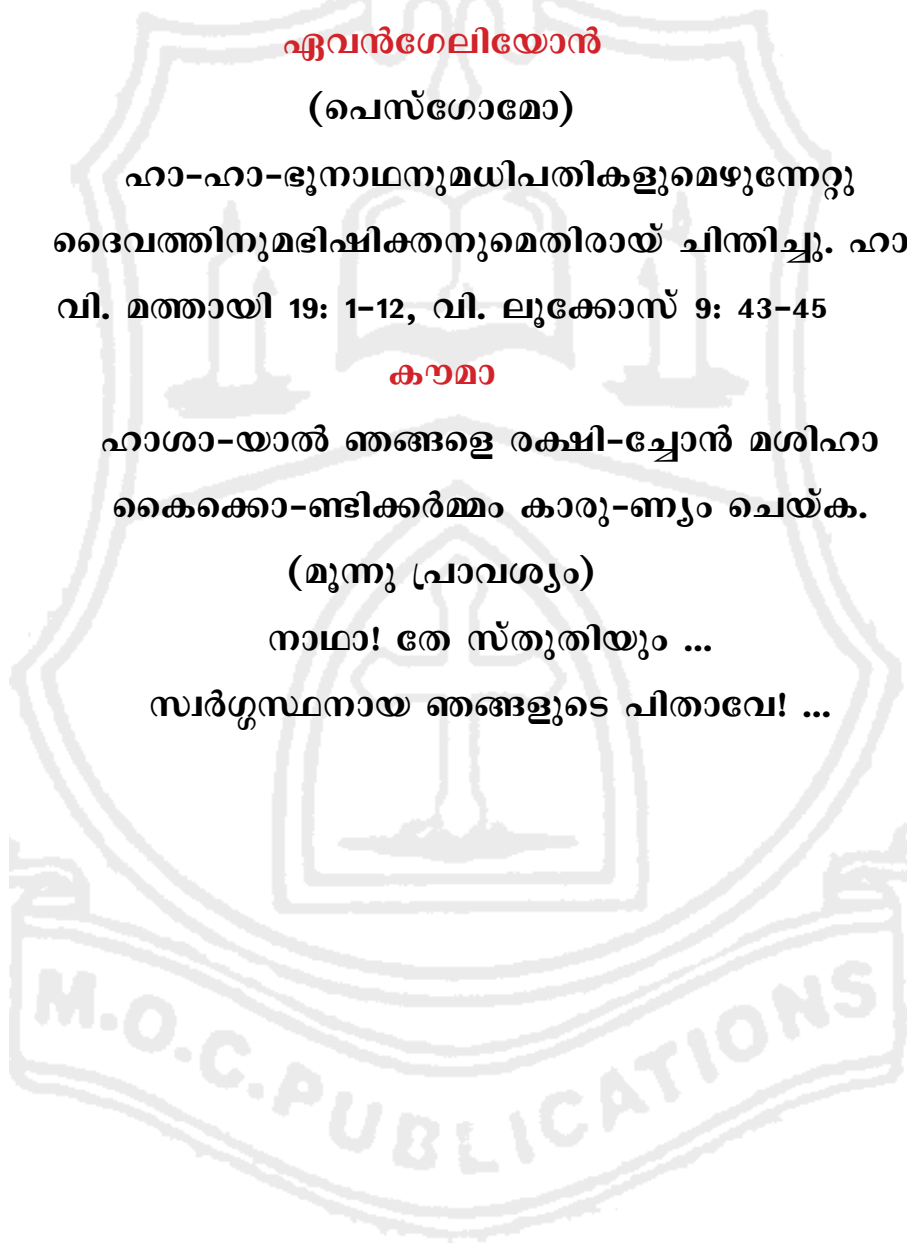 ഏവൻഗേലിയോൻ
(പെസ്ഗോമോ)
ഹാ-ഹാ-ഭൂനാഥനുമധിപതികളുമെഴുന്നേറ്റു
ദൈവത്തിനുമഭിഷിക്തനുമെതിരായ് ചിന്തിച്ചു. ഹാ
വി. മത്തായി 19: 1-12, വി. ലൂക്കോസ് 9: 43-45
കൗമാ
ഹാശാ-യാൽ ഞങ്ങളെ രക്ഷി-ച്ചോൻ മശിഹാ
കൈക്കൊ-ണ്ടിക്കർമ്മം കാരു-ണ്യം ചെയ്ക.
(മൂന്നു പ്രാവശ്യം)
നാഥാ! തേ സ്തുതിയും ...
സ്വർഗ്ഗസ്ഥനായ ഞങ്ങളുടെ പിതാവേ! ...
M.O.C.PUBLICATIONS